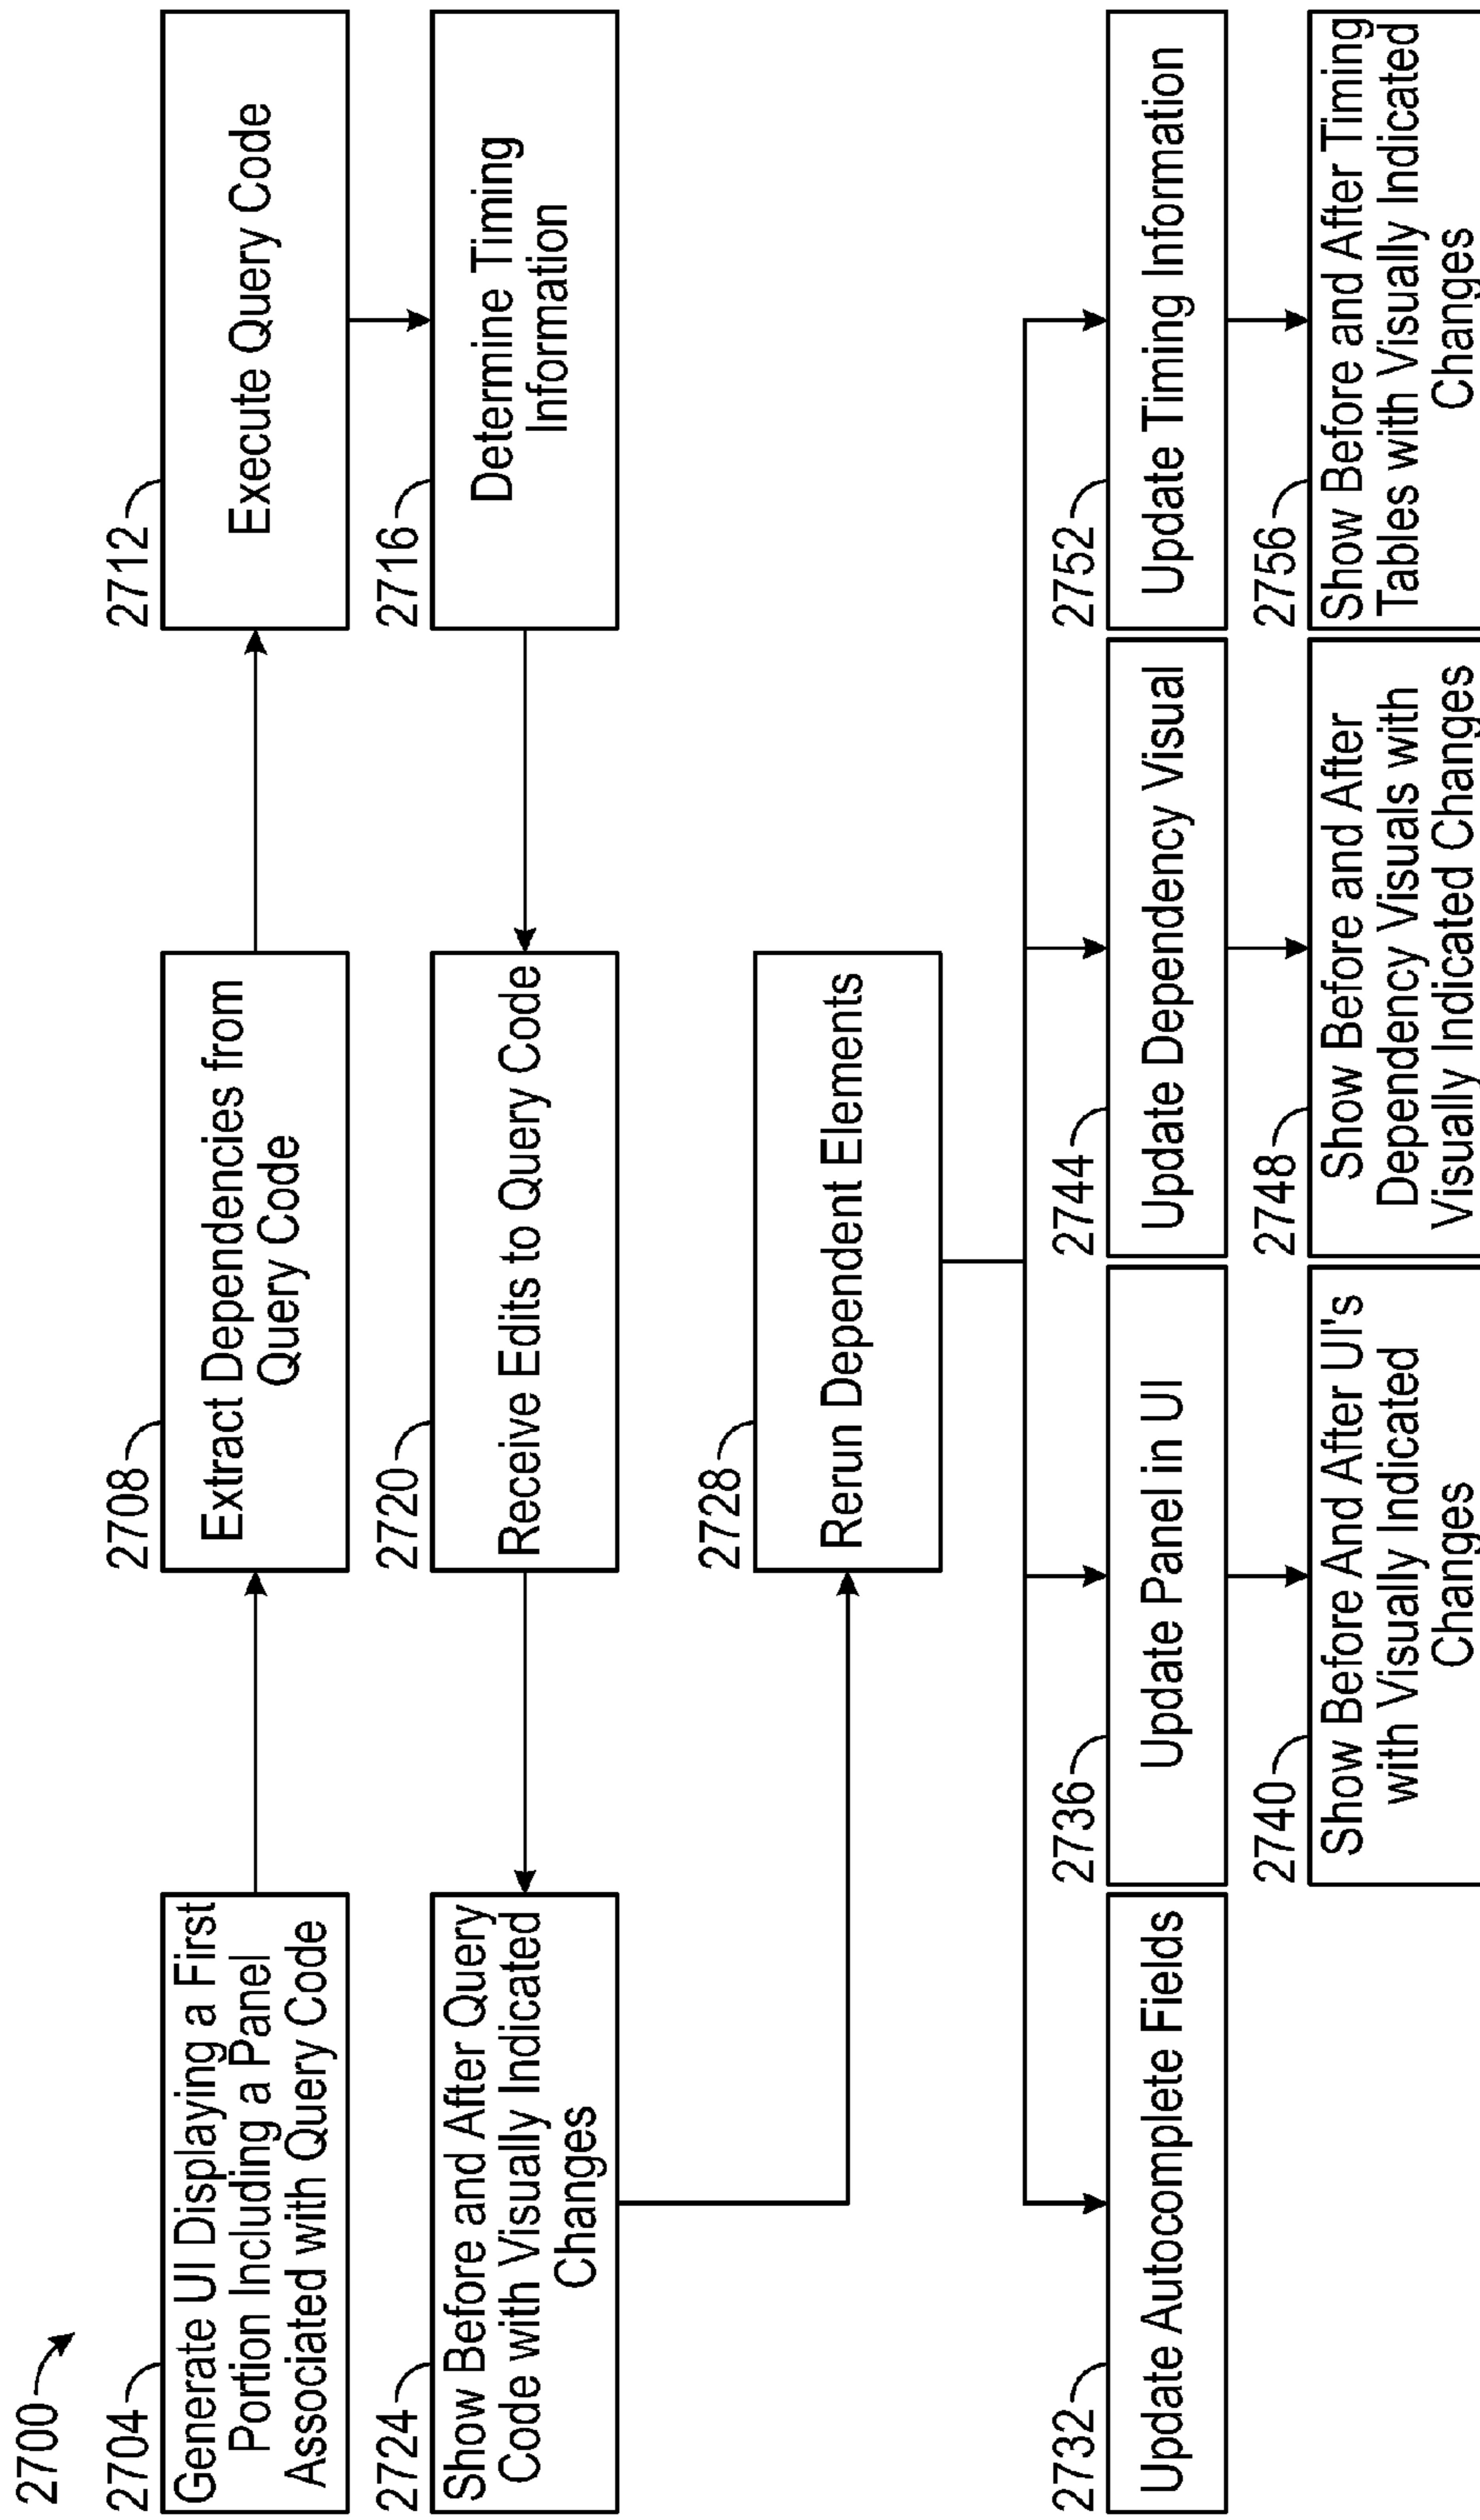 2700
2704
Generate UI Displaying a First
Portion Including a Panel
Associated with Query Code
2708
Extract Dependencies from
Query Code
2712
Execute Query Code
2716
Determine Timing
Information
2720
Receive Edits to Query Code
2724
Show Before and After Query
Code with Visually Indicated
Changes
2728
Rerun Dependent Elements
2732
Update Autocomplete Fields
2736
Update Panel in UI
2740
Show Before And After UI's
with Visually Indicated
Changes
2744
Update Dependency Visual
2748
Show Before and After
Dependency Visuals with
Visually Indicated Changes
2752
Update Timing Information
2756
Show Before and After Timing
Tables with Visually Indicated
Changes